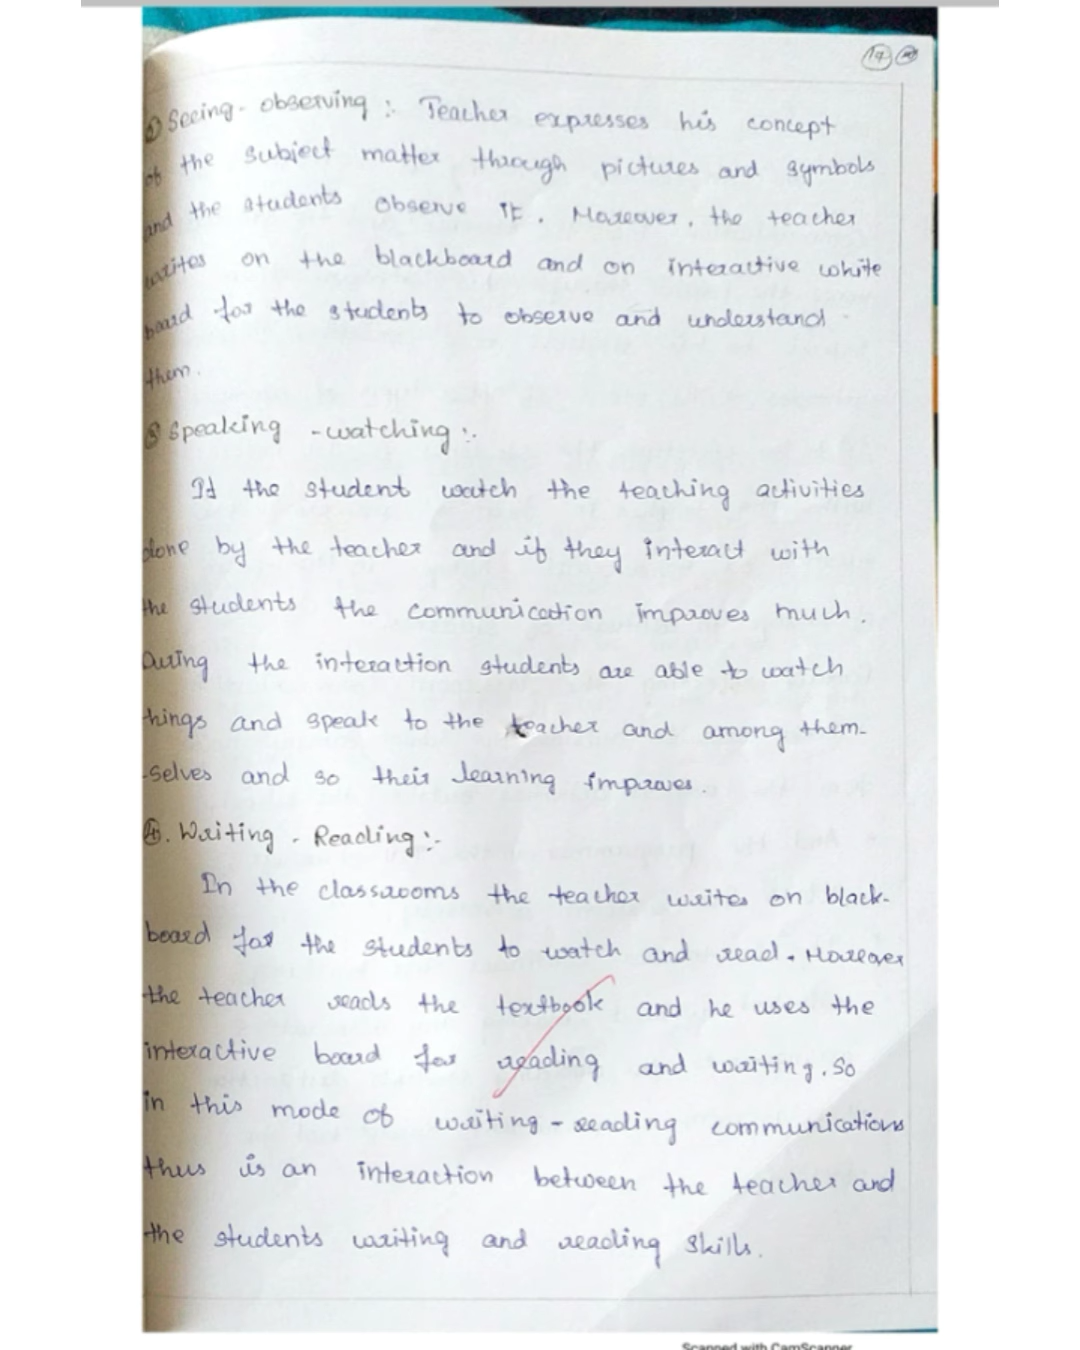 14
② Seeing - observing :- Teacher expresses his concept
of the subject matter through pictures and symbols
and the students observe it. Moreover, the teacher
writes on the blackboard and on interactive white
board for the students to observe and understand
them.
③ Speaking - watching :-
If the student watch the teaching activities
done by the teacher and if they interact with
the students the communication improves much.
During the interaction students are able to watch
things and speak to the teacher and among them-
-selves and so their learning improves.
④. Writing - Reading :-
In the classrooms the teacher writes on black-
board for the students to watch and read. Moreover
the teacher reads the textbook and he uses the
interactive board for reading and writing. So
in this mode of writing - reading communications
thus is an interaction between the teacher and
the students writing and reading skills.
Scanned with CamScanner